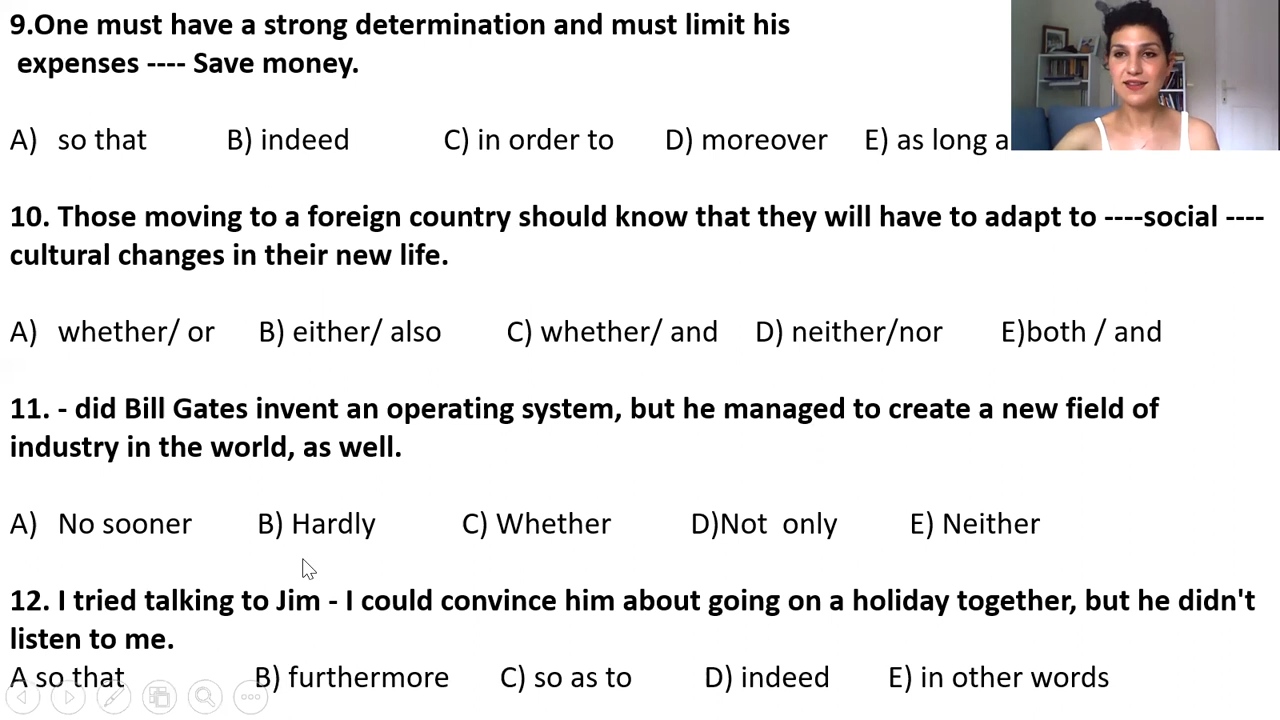 9.One must have a strong determination and must limit his
expenses ---- Save money.
A) so that B) indeed C) in order to D) moreover E) as long
10. Those moving to a foreign country should know that they will have to adapt to ----social ----
cultural changes in their new life.
A) whether/ or B) either/ also C) whether/ and D) neither/nor E)both / and
11. - did Bill Gates invent an operating system, but he managed to create a new field of
industry in the world, as well.
A) No sooner B) Hardly C) Whether D)Not only E) Neither
12. I tried talking to Jim - I could convince him about going on a holiday together, but he didn't
listen to me.
A so that B) furthermore C) so as to D) indeed E) in other words